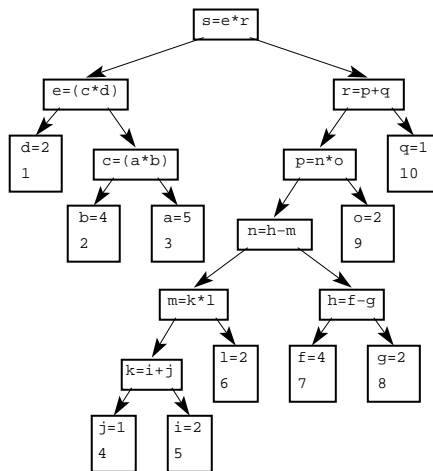 s=e*r
e=(c*d)
r=p+q
d=2
1
c=(a*b)
p=n*o
q=1
10
b=4
2
a=5
3
n=h-m
o=2
9
m=k*l
h=f-g
k=i+j
l=2
6
f=4
7
g=2
8
j=1
4
i=2
5